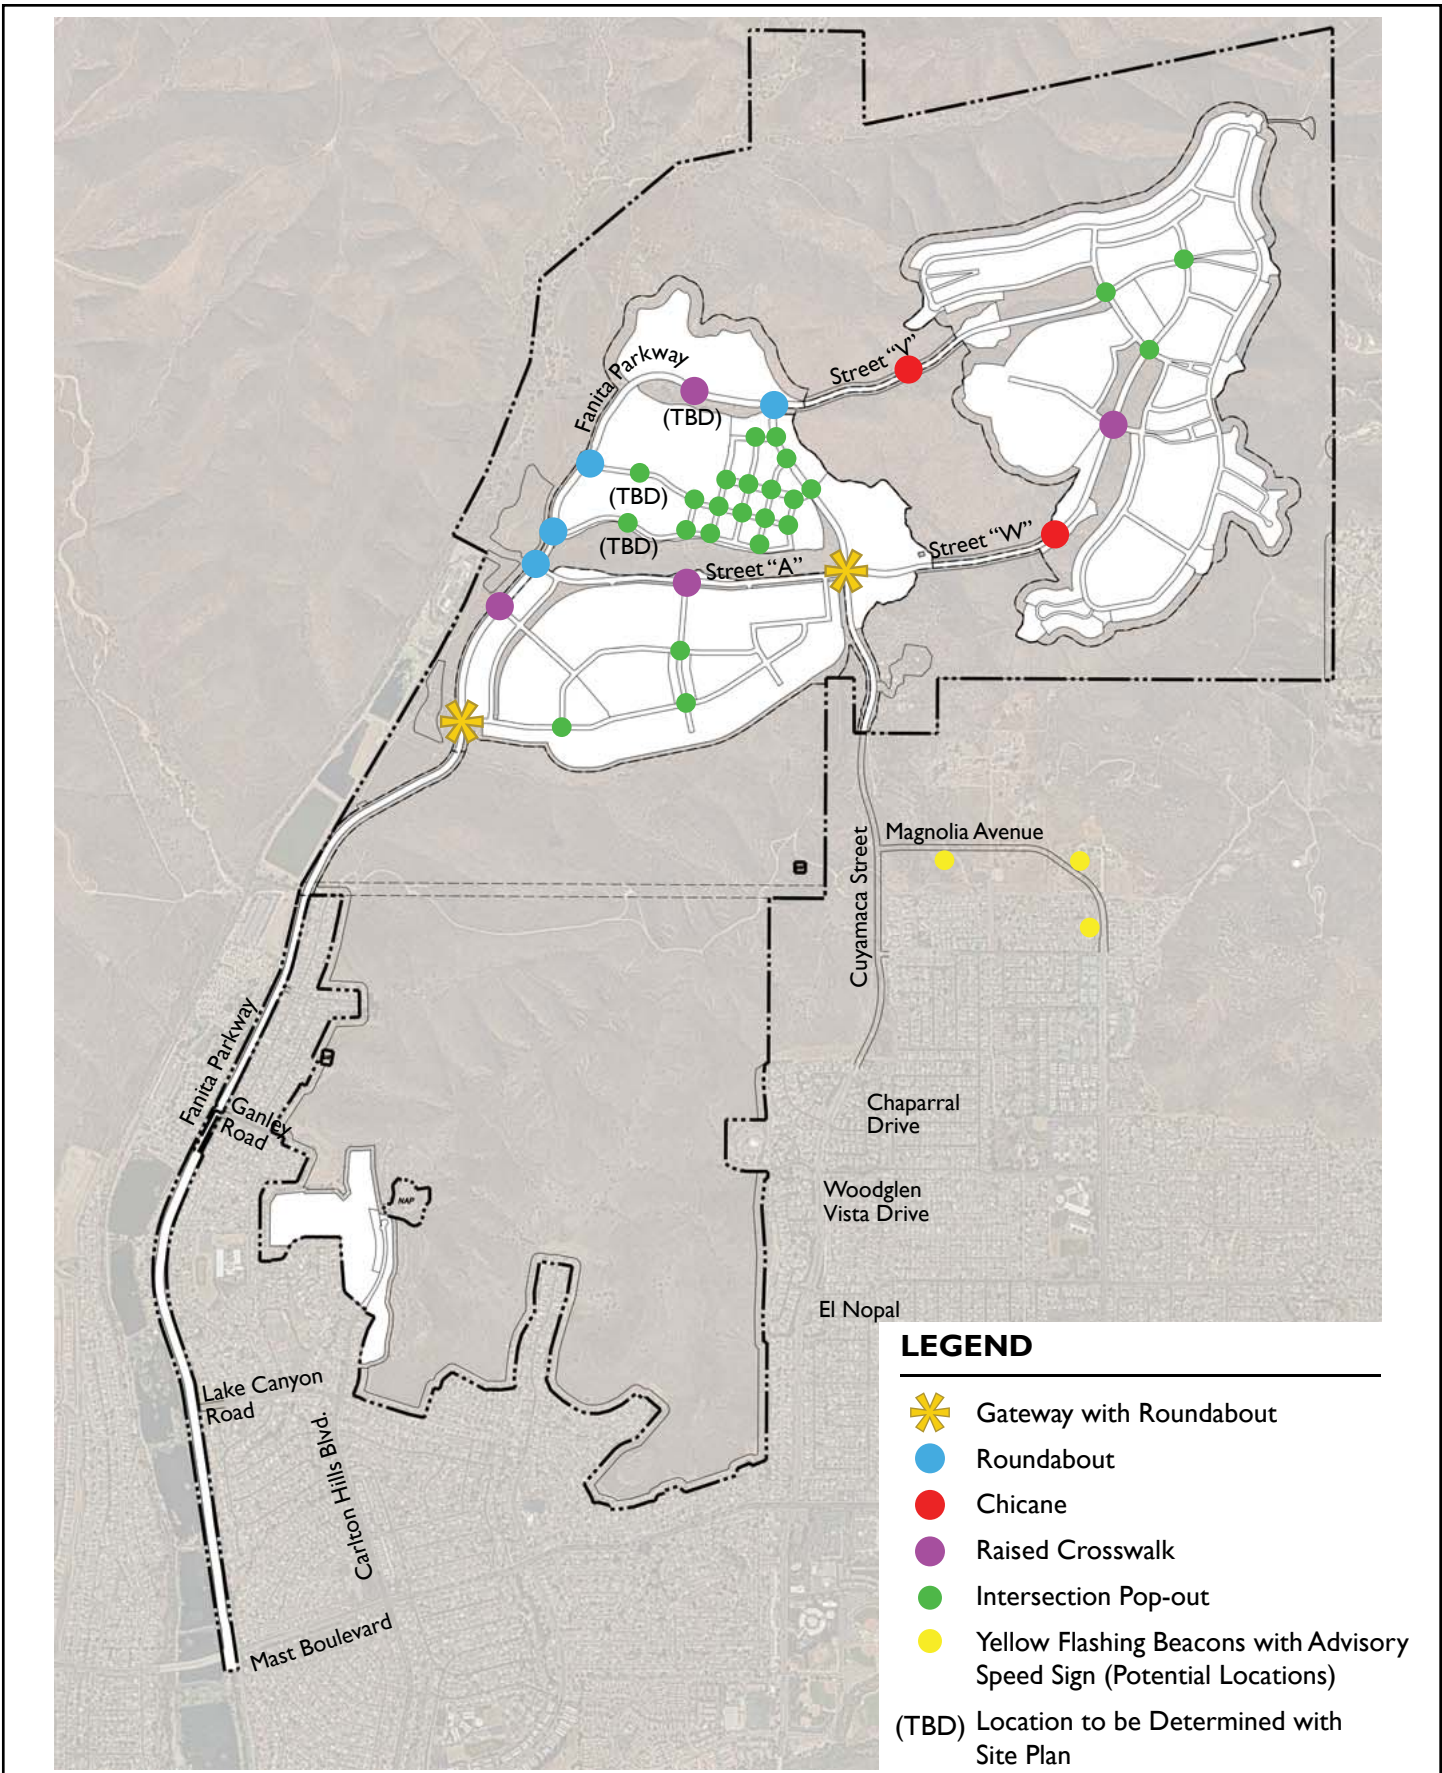 Street “V”
Fanita Parkway
(TBD)
(TBD)
(TBD)
Street “W”
Street “A”
Magnolia Avenue
Cuyamaca Street
Fanita Parkway
Ganley
Road
Chaparral
Drive
NAP
Woodglen
Vista Drive
El Nopal
Lake Canyon
Road
Carlton Hills Blvd.
Mast Boulevard
LEGEND
Gateway with Roundabout
Roundabout
Chicane
Raised Crosswalk
Intersection Pop-out
Yellow Flashing Beacons with Advisory
Speed Sign (Potential Locations)
(TBD) Location to be Determined with
Site Plan